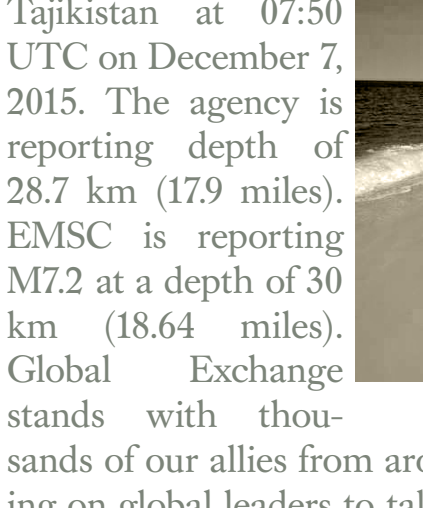 Tajikistan at 07:50
UTC on December 7,
2015. The agency is
reporting depth of
28.7 km (17.9 miles).
EMSC is reporting
M7.2 at a depth of 30
km (18.64 miles).
Global Exchange
stands with thou-
sands of our allies from
ing on global leaders to